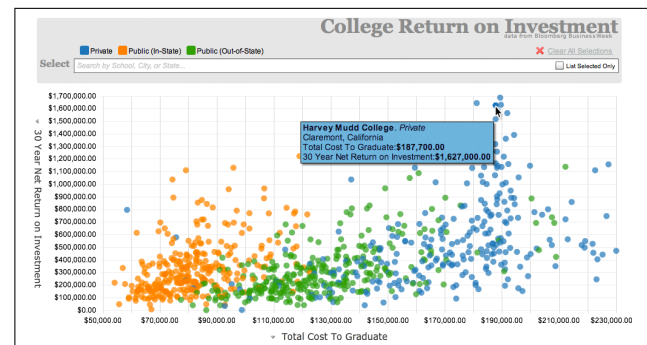 College Return on Investment
data from Bloomberg BusinessWeek
Private Public (In-State) Public (Out-of-State)
Clear All Selections
Select Search by School, City, or State...
List Selected Only
$1,700,000.00
$1,600,000.00
$1,500,000.00
$1,400,000.00
$1,300,000.00
$1,200,000.00
$1,100,000.00
$1,000,000.00
$900,000.00
$800,000.00
$700,000.00
$600,000.00
$500,000.00
$400,000.00
$300,000.00
$200,000.00
$100,000.00
$0.00
30 Year Net Return on Investment
Harvey Mudd College. Private
Claremont, California
Total Cost To Graduate:$187,700.00
30 Year Net Return on Investment:$1,627,000.00
$50,000.00 $70,000.00 $90,000.00 $110,000.00 $130,000.00 $150,000.00 $170,000.00 $190,000.00 $210,000.00 $230,000.00
Total Cost To Graduate